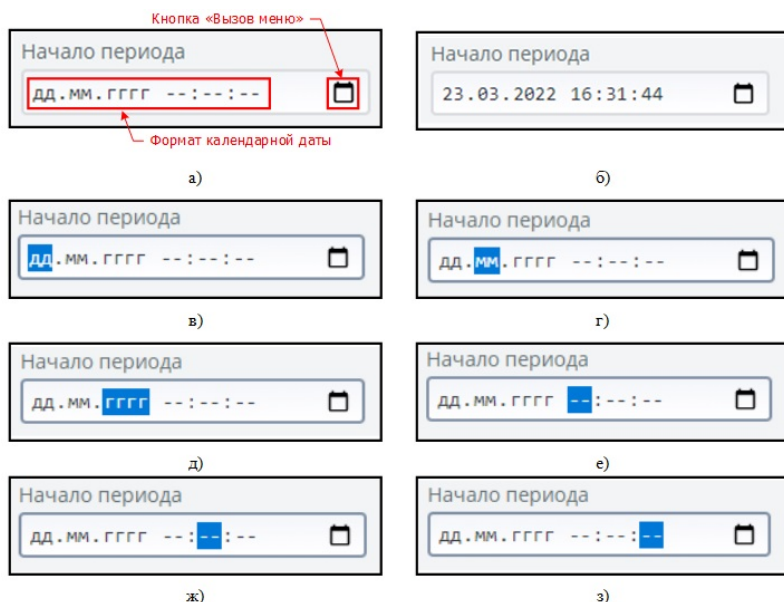 Кнопка «Вызов меню»
Начало периода
дд.мм.гггг --:--:--
Формат календарной даты
а)
Начало периода
23.03.2022 16:31:44
б)
Начало периода
дд.мм.гггг --:--:--
в)
Начало периода
дд.мм.гггг --:--:--
г)
Начало периода
дд.мм.гггг --:--:--
д)
Начало периода
дд.мм.гггг --:--:--
е)
Начало периода
дд.мм.гггг --:--:--
ж)
Начало периода
дд.мм.гггг --:--:--
з)